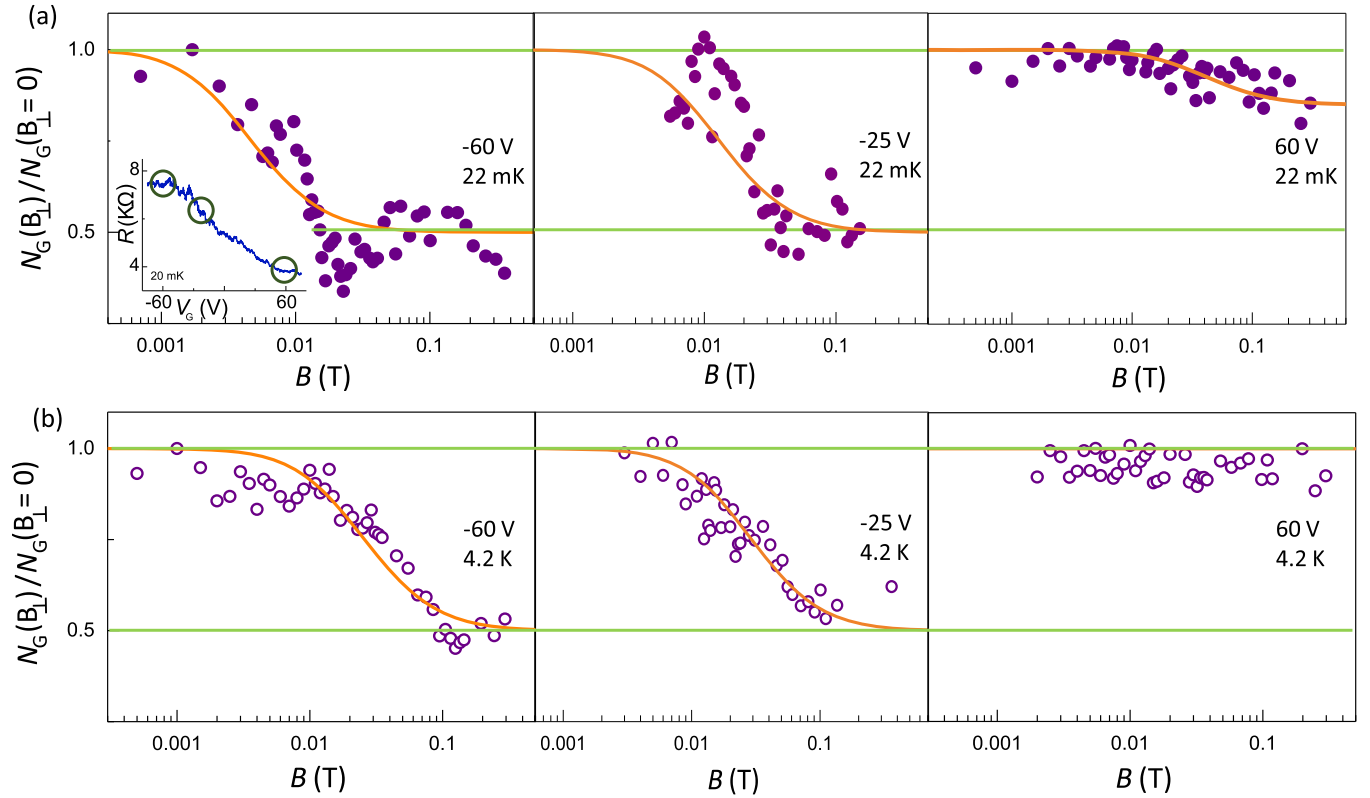 (a)
N_G(B_⊥)/N_G(B_⊥=0)
1.0
0.5
-60 V
22 mK
8
4
R(KΩ)
20 mK
-60
60
V_G (V)
0.001
0.01
0.1
B (T)
-25 V
22 mK
0.001
0.01
0.1
B (T)
60 V
22 mK
0.001
0.01
0.1
B (T)
(b)
N_G(B_⊥)/N_G(B_⊥=0)
1.0
0.5
-60 V
4.2 K
0.001
0.01
0.1
B (T)
-25 V
4.2 K
0.001
0.01
0.1
B (T)
60 V
4.2 K
0.001
0.01
0.1
B (T)